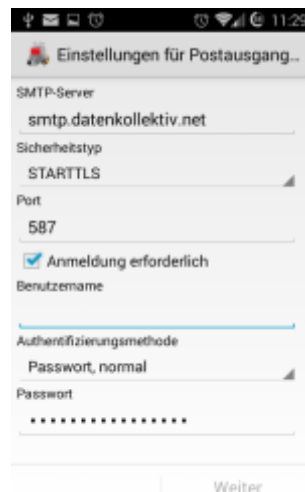 11:29
Einstellungen für Postausgang...
SMTP-Server
smtp.datenkollektiv.net
Sicherheitstyp
STARTTLS
Port
587
Anmeldung erforderlich
Benutzername
Authentifizierungsmethode
Passwort, normal
Passwort
••••••••••••••••
Weiter